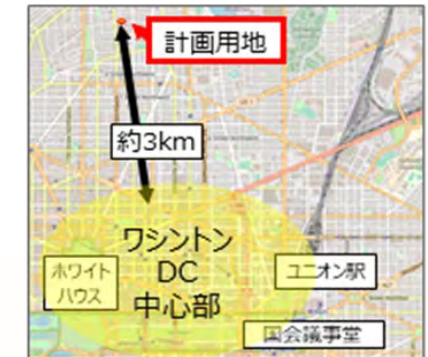 計画用地
約3km
ワシントン
DC
中心部
ホワイト
ハウス
ユニオン駅
国会議事堂